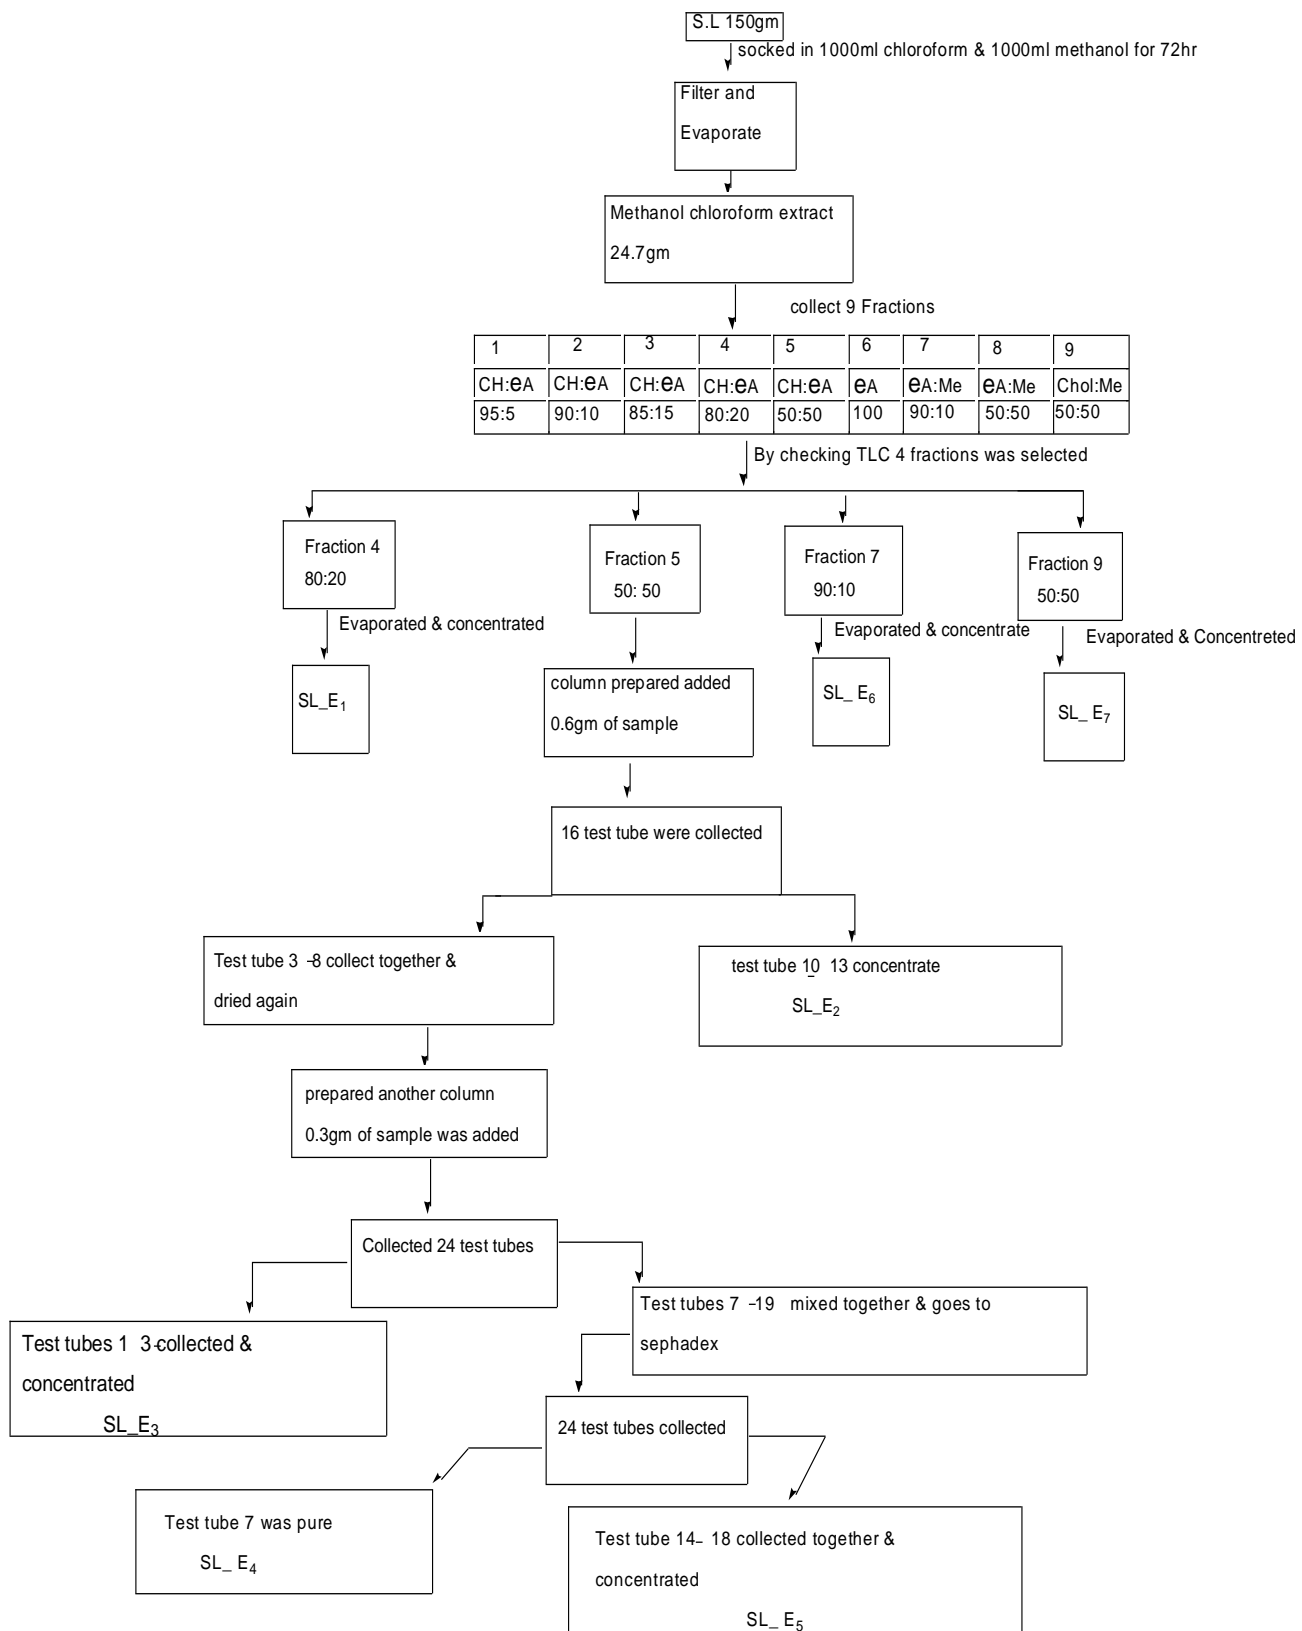 S.L 150gm
socked in 1000ml chloroform & 1000ml methanol for 72hr
Filter and
Evaporate
Methanol chloroform extract
24.7gm
collect 9 Fractions
1 2 3 4 5 6 7 8 9
CH:eA CH:eA CH:eA CH:eA CH:eA eA eA:Me eA:Me Chol:Me
95:5 90:10 85:15 80:20 50:50 100 90:10 50:50 50:50
By checking TLC 4 fractions was selected
Fraction 4
80:20
Fraction 5
50: 50
Fraction 7
90:10
Fraction 9
50:50
Evaporated & concentrated
Evaporated & concentrate
Evaporated & Concentreted
SL_E1
column prepared added
0.6gm of sample
SL_ E6
SL_ E7
16 test tube were collected
Test tube 3 -8 collect together &
dried again
test tube 10_ 13 concentrate
SL_E2
prepared another column
0.3gm of sample was added
Collected 24 test tubes
Test tubes 1 3-collected &
concentrated
SL_E3
Test tubes 7 -19 mixed together & goes to
sephadex
24 test tubes collected
Test tube 7 was pure
SL_ E4
Test tube 14- 18 collected together &
concentrated
SL_ E5